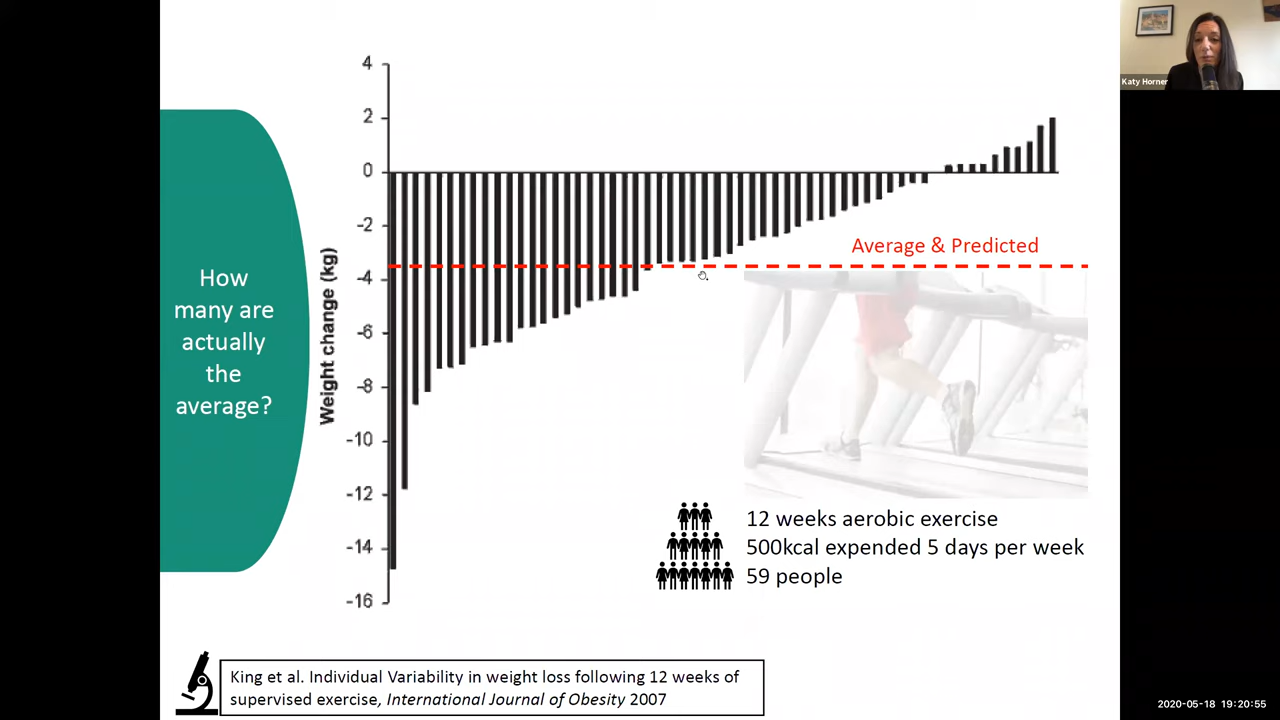 How
many are
actually
the
average?
Weight change (kg)
4
2
0
-2
-4
-6
-8
-10
-12
-14
-16
Average & Predicted
12 weeks aerobic exercise
500kcal expended 5 days per week
59 people
King et al. Individual Variability in weight loss following 12 weeks of
supervised exercise, International Journal of Obesity 2007
Katy Horner
2020-05-18 19:20:55